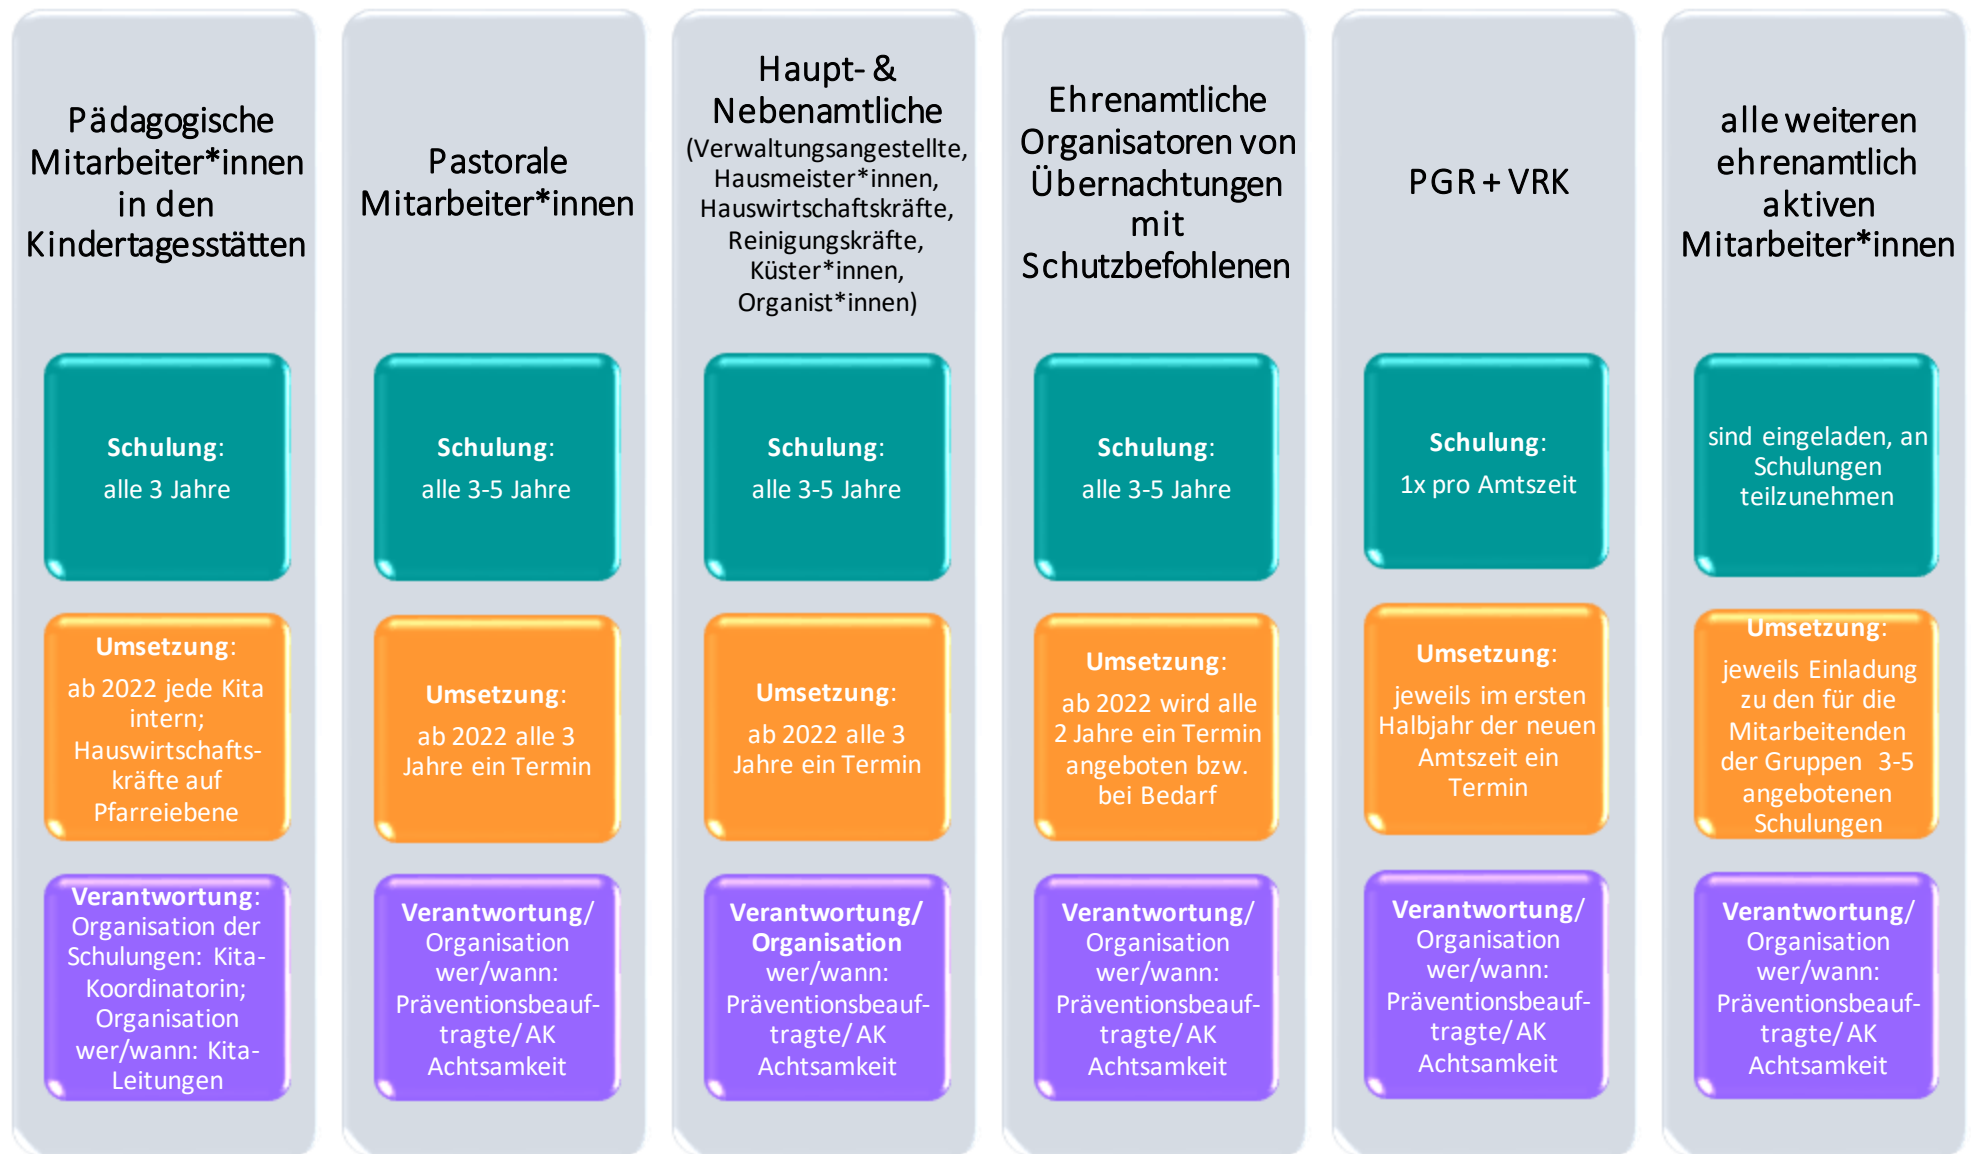 Pädagogische
Mitarbeiter*innen
in den
Kindertagesstätten
Schulung:
alle 3 Jahre
Umsetzung:
ab 2022 jede Kita
intern;
Hauswirtschafts-
kräfte auf
Pfarreiebene
Verantwortung:
Organisation der
Schulungen: Kita-
Koordinatorin;
Organisation
wer/wann: Kita-
Leitungen
Pastorale
Mitarbeiter*innen
Schulung:
alle 3-5 Jahre
Umsetzung:
ab 2022 alle 3
Jahre ein Termin
Verantwortung/
Organisation
wer/wann:
Präventionsbeauf-
tragte/ AK
Achtsamkeit
Haupt- &
Nebenamtliche
(Verwaltungsangestellte,
Hausmeister*innen,
Hauswirtschaftskräfte,
Reinigungskräfte,
Küster*innen,
Organist*innen)
Schulung:
alle 3-5 Jahre
Umsetzung:
ab 2022 alle 3
Jahre ein Termin
Verantwortung/
Organisation
wer/wann:
Präventionsbeauf-
tragte/ AK
Achtsamkeit
Ehrenamtliche
Organisatoren von
Übernachtungen
mit
Schutzbefohlenen
Schulung:
alle 3-5 Jahre
Umsetzung:
ab 2022 wird alle
2 Jahre ein Termin
angeboten bzw.
bei Bedarf
Verantwortung/
Organisation
wer/wann:
Präventionsbeauf-
tragte/ AK
Achtsamkeit
PGR + VRK
Schulung:
1x pro Amtszeit
Umsetzung:
jeweils im ersten
Halbjahr der neuen
Amtszeit ein
Termin
Verantwortung/
Organisation
wer/wann:
Präventionsbeauf-
tragte/ AK
Achtsamkeit
alle weiteren
ehrenamtlich
aktiven
Mitarbeiter*innen
sind eingeladen, an
Schulungen
teilzunehmen
Umsetzung:
jeweils Einladung
zu den für die
Mitarbeitenden
der Gruppen 3-5
angebotenen
Schulungen
Verantwortung/
Organisation
wer/wann:
Präventionsbeauf-
tragte/ AK
Achtsamkeit